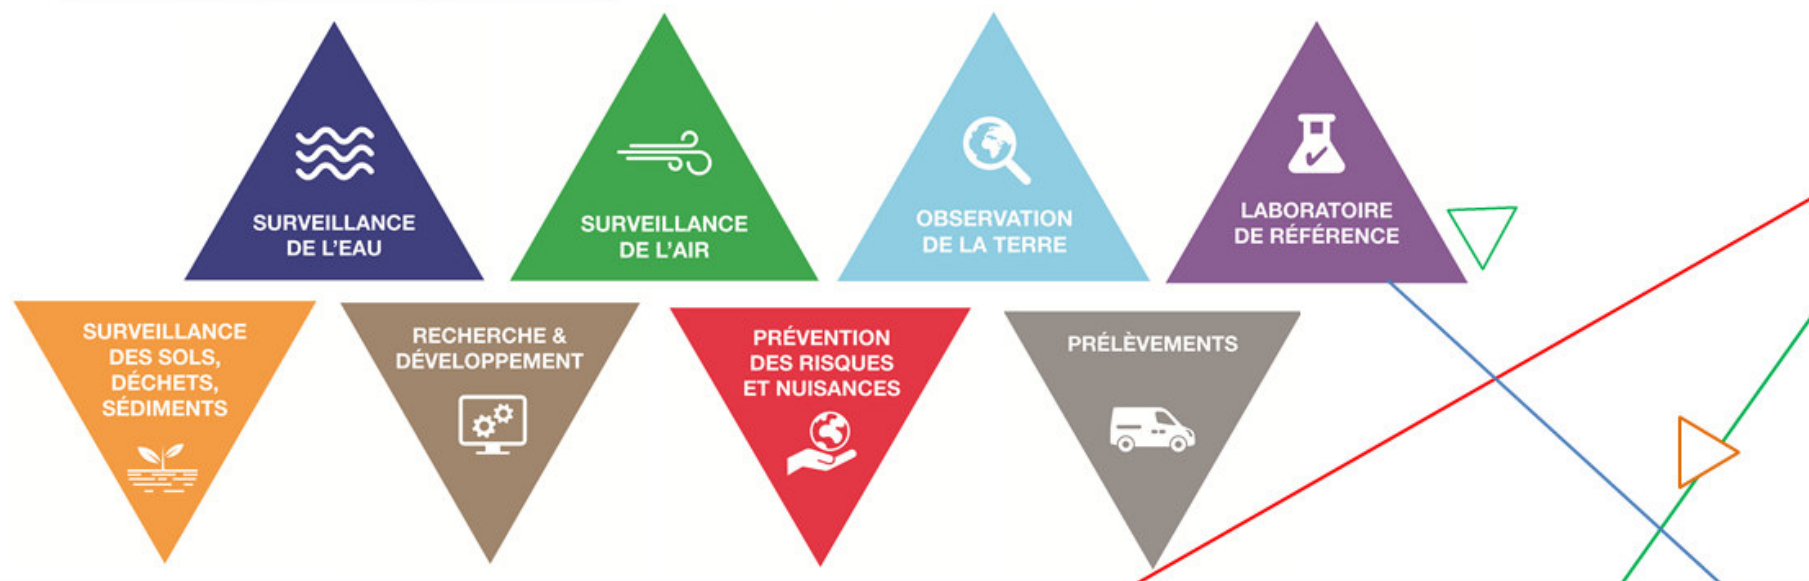 SURVEILLANCE
DE L'EAU
SURVEILLANCE
DE L'AIR
OBSERVATION
DE LA TERRE
LABORATOIRE
DE RÉFÉRENCE
SURVEILLANCE
DES SOLS,
DÉCHETS,
SÉDIMENTS
RECHERCHE &
DÉVELOPPEMENT
PRÉVENTION
DES RISQUES
ET NUISANCES
PRÉLÈVEMENTS